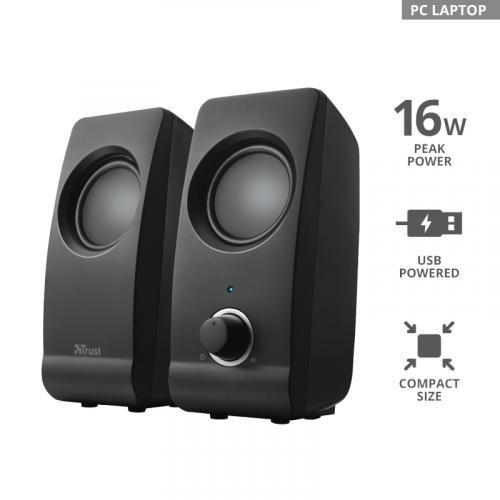 PC LAPTOP
16W
PEAK
POWER
USB
POWERED
COMPACT
SIZE
Trust